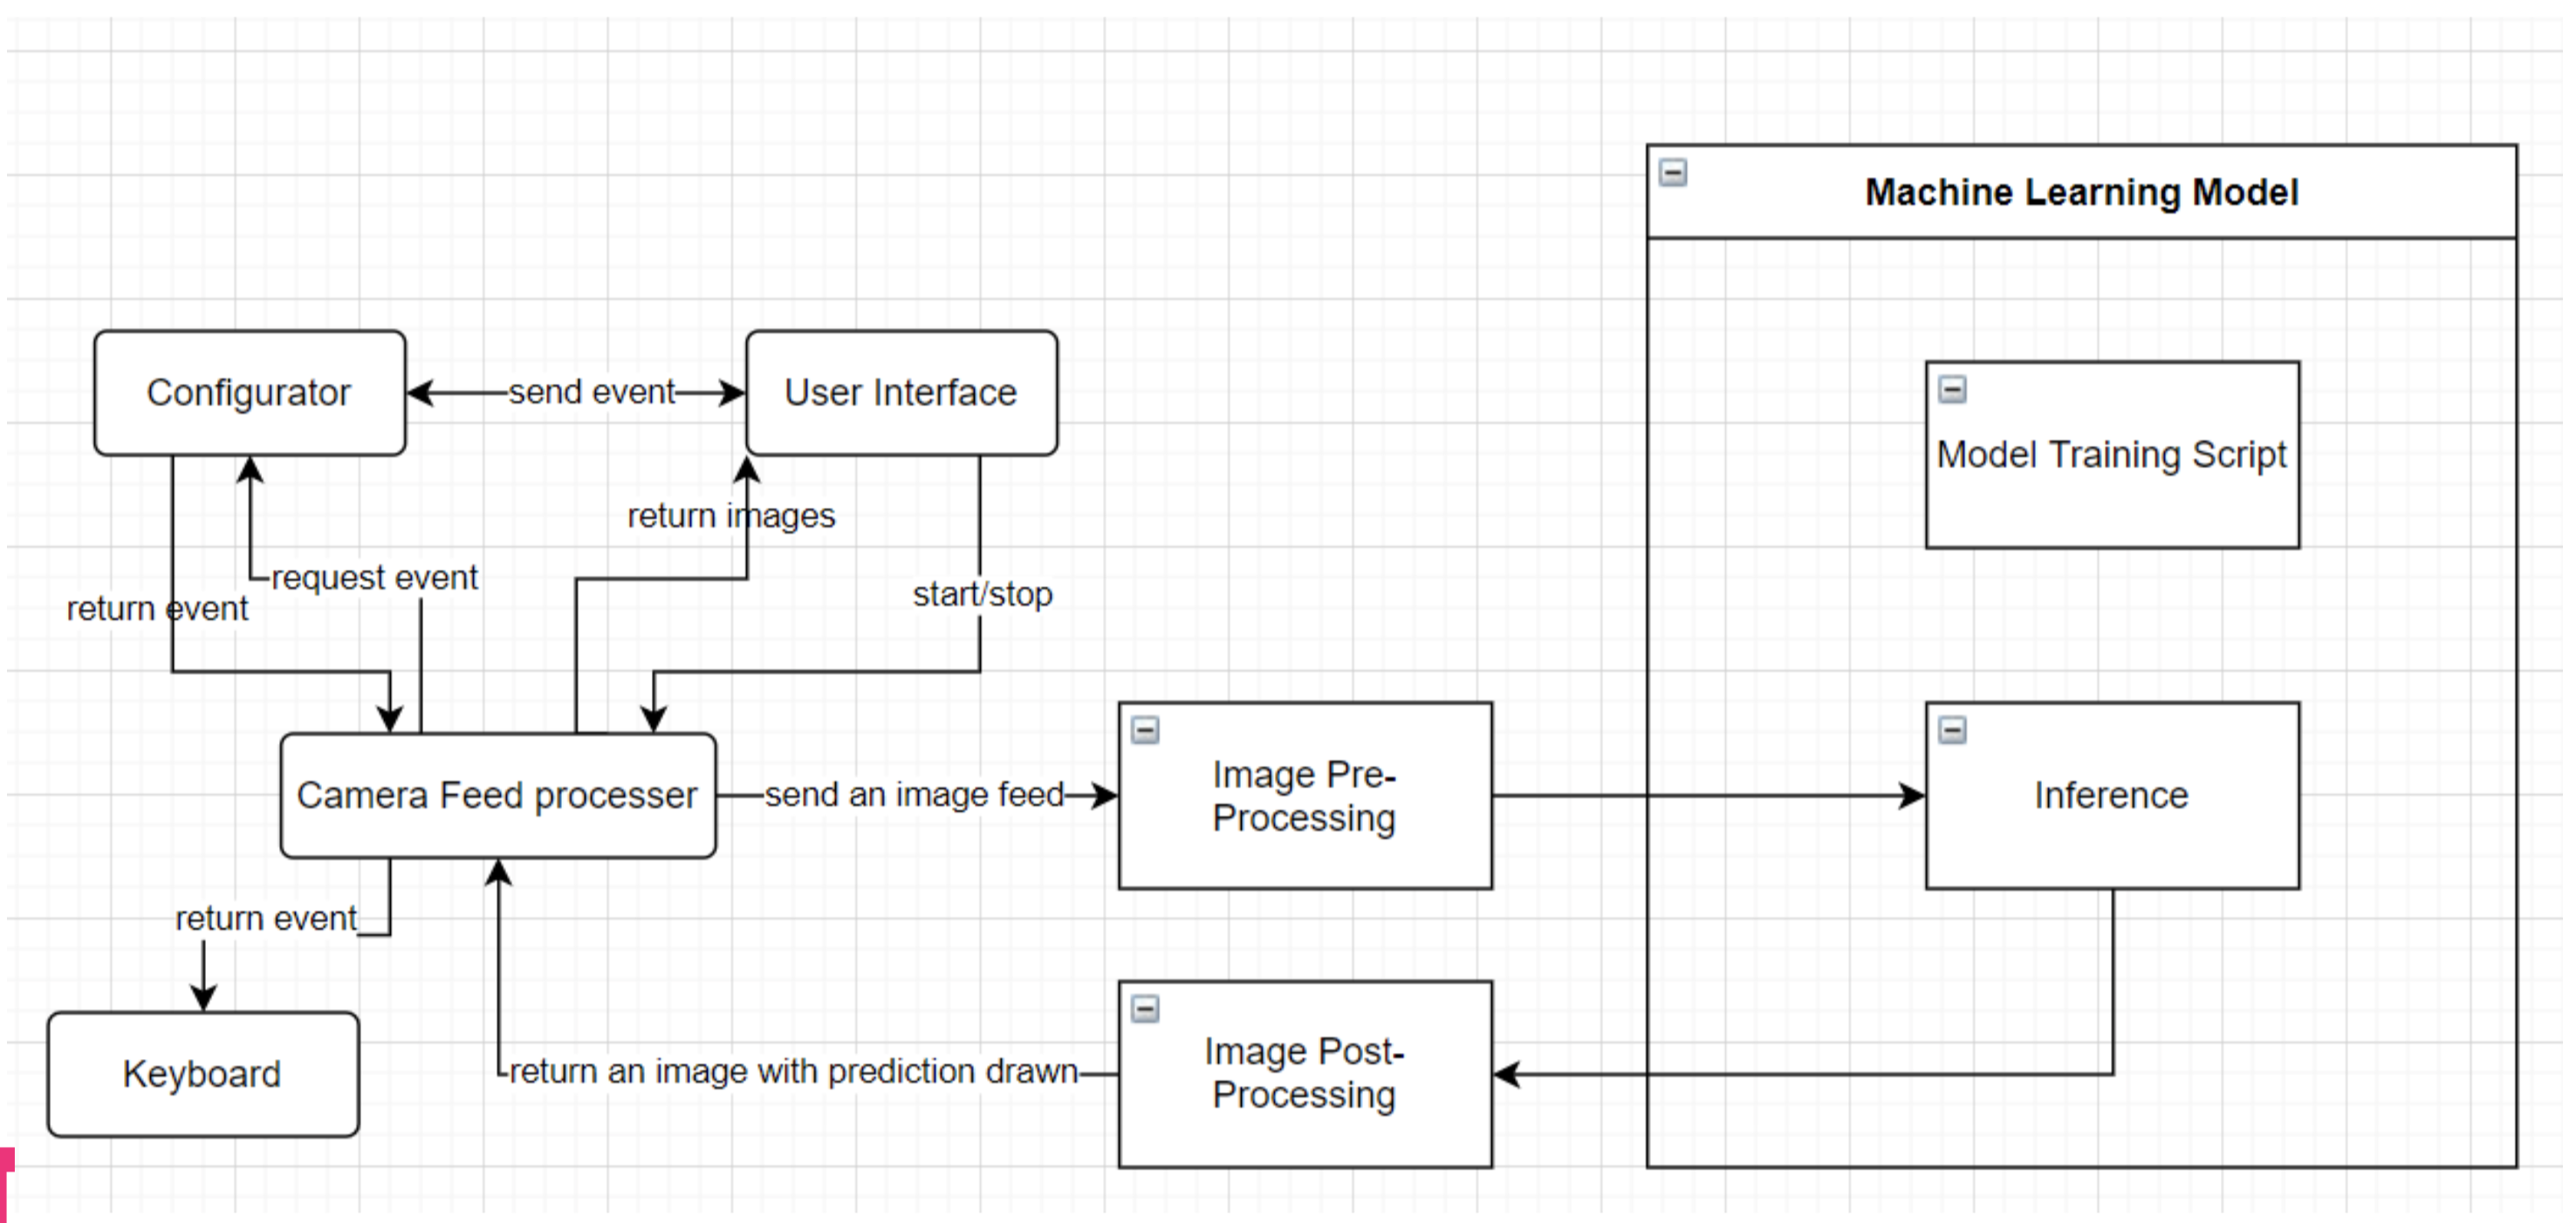 Machine Learning Model
Configurator
send event
User Interface
Model Training Script
return images
request event
start/stop
return event
Camera Feed processer
send an image feed
Image Pre-
Processing
Inference
return event
Keyboard
return an image with prediction drawn
Image Post-
Processing